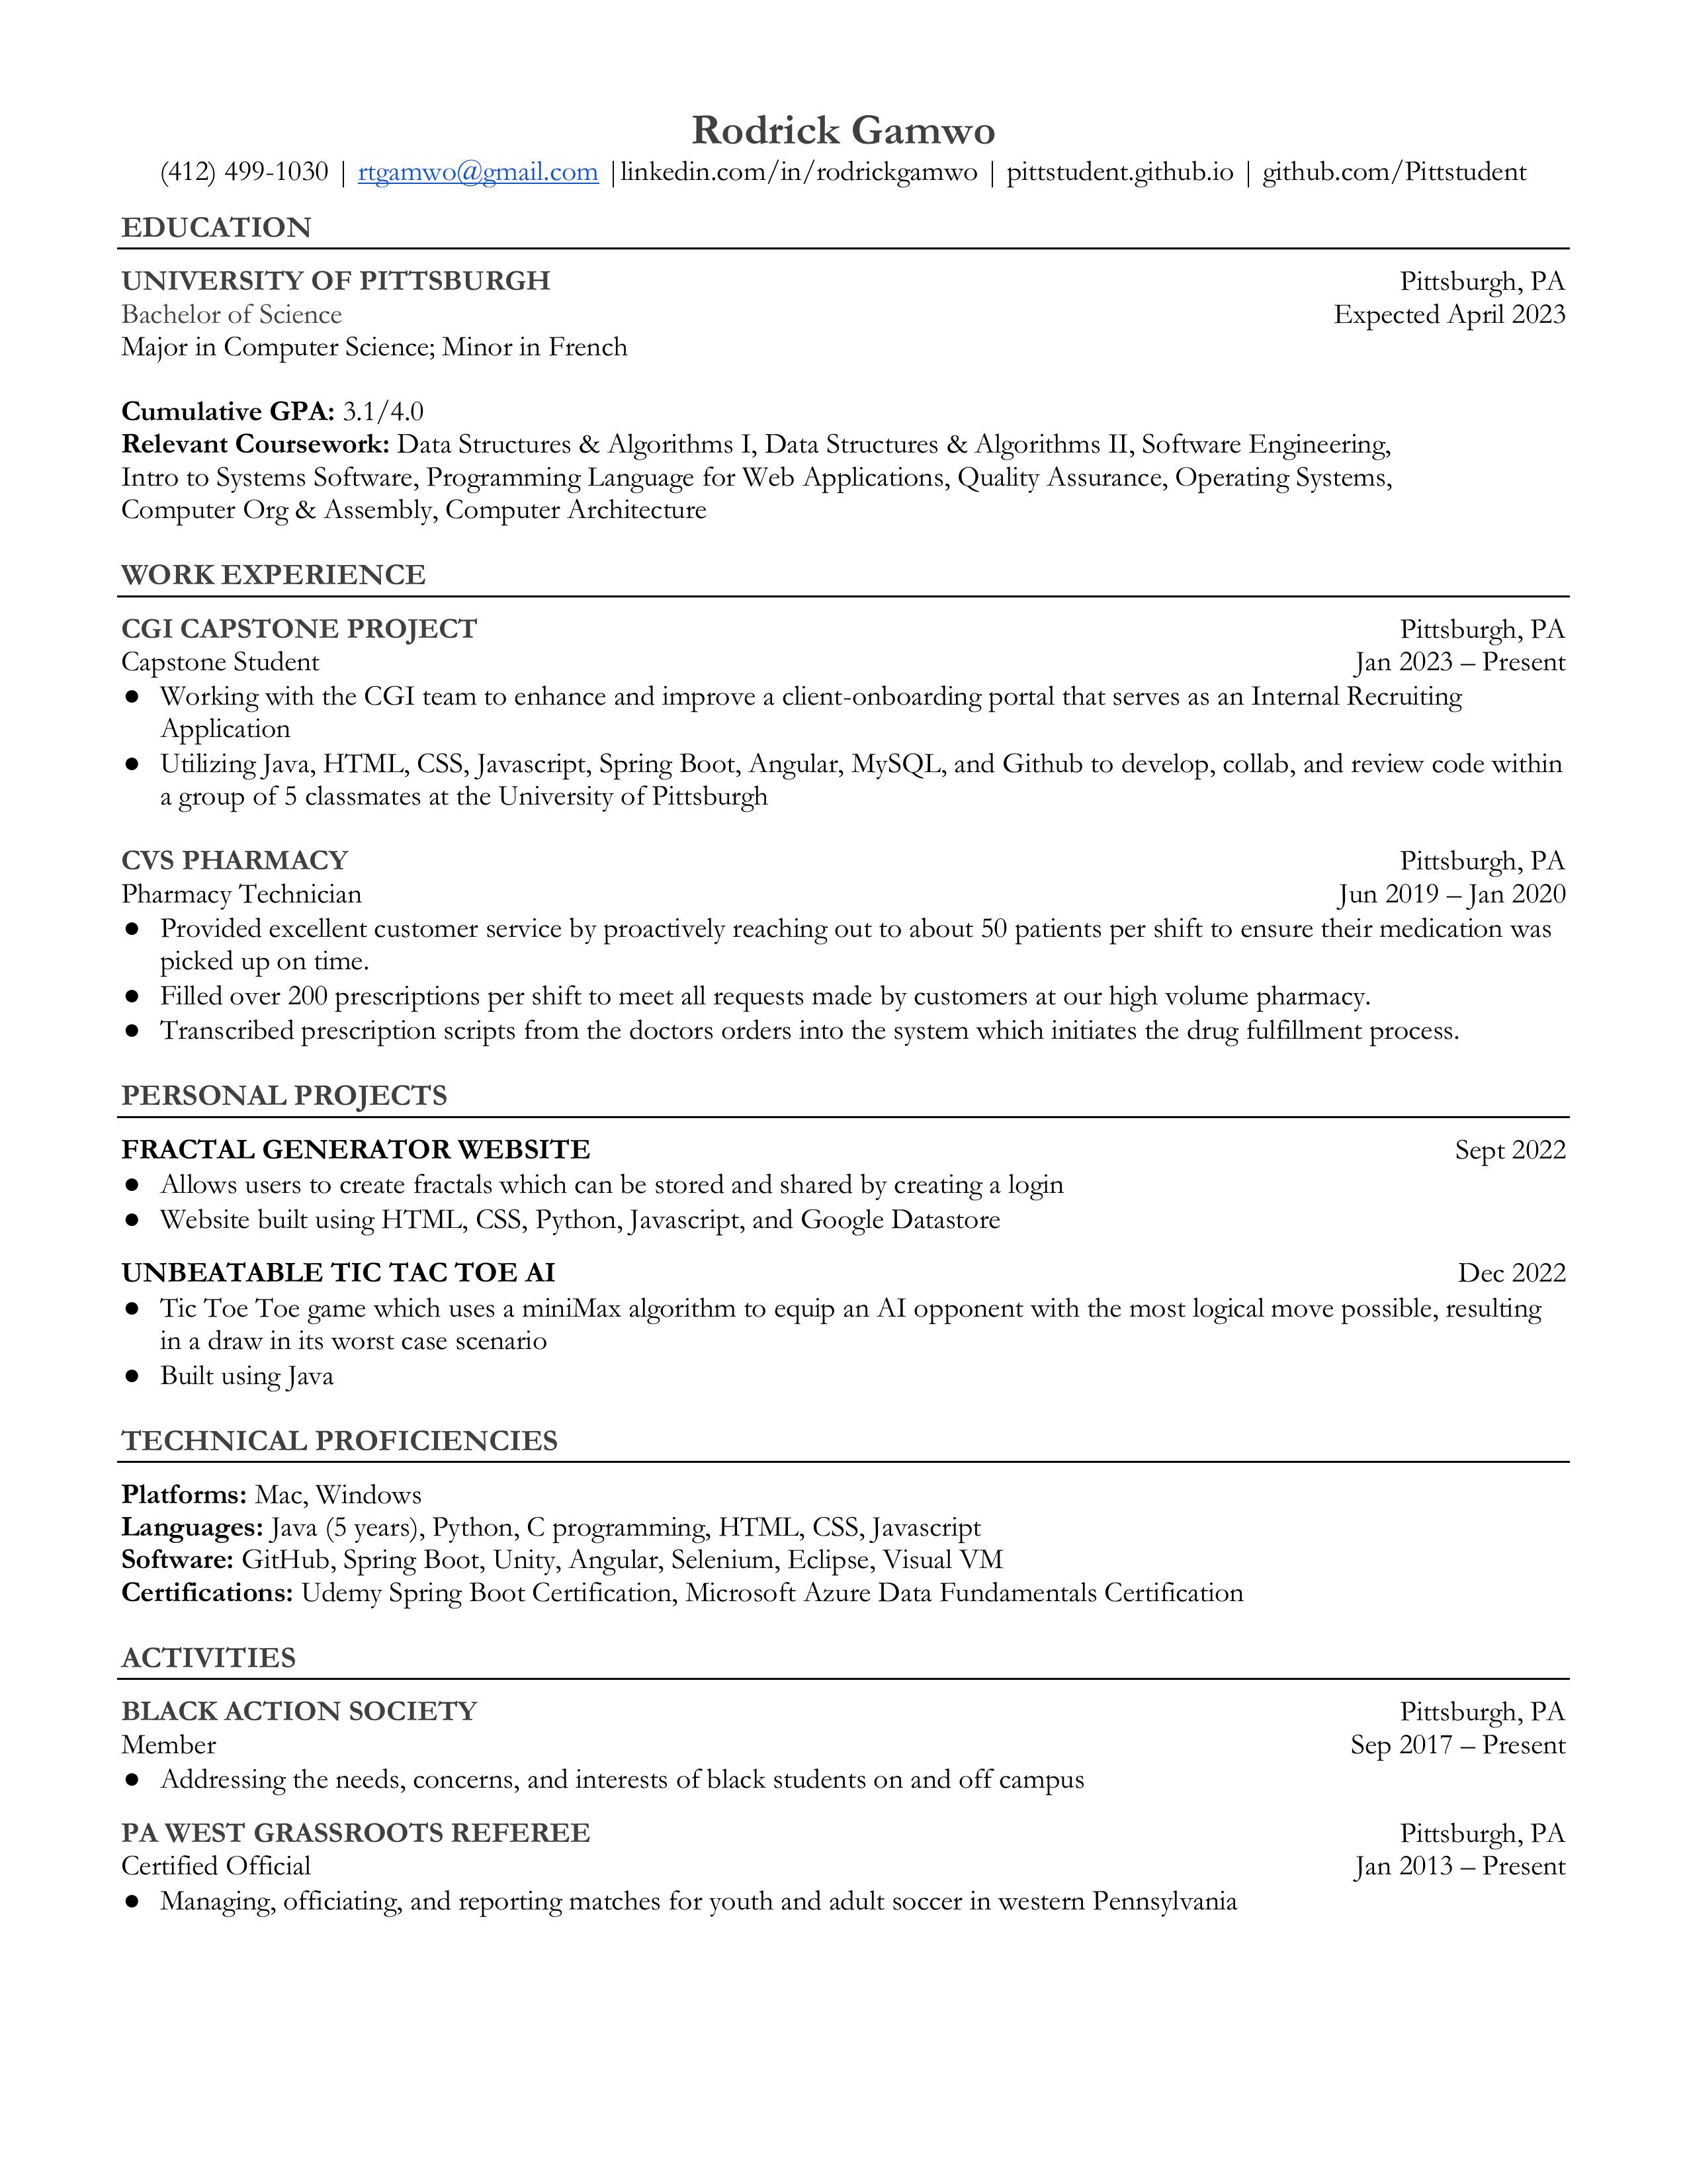 Rodrick Gamwo
(412) 499-1030 | rtgamwo@gmail.com |linkedin.com/in/rodrickgamwo | pittstudent.github.io | github.com/Pittstudent
EDUCATION
UNIVERSITY OF PITTSBURGH Pittsburgh, PA
Bachelor of Science Expected April 2023
Major in Computer Science; Minor in French
Cumulative GPA: 3.1/4.0
Relevant Coursework: Data Structures & Algorithms I, Data Structures & Algorithms II, Software Engineering,
Intro to Systems Software, Programming Language for Web Applications, Quality Assurance, Operating Systems,
Computer Org & Assembly, Computer Architecture
WORK EXPERIENCE
CGI CAPSTONE PROJECT Pittsburgh, PA
Capstone Student Jan 2023 – Present
● Working with the CGI team to enhance and improve a client-onboarding portal that serves as an Internal Recruiting
Application
● Utilizing Java, HTML, CSS, Javascript, Spring Boot, Angular, MySQL, and Github to develop, collab, and review code within
a group of 5 classmates at the University of Pittsburgh
CVS PHARMACY Pittsburgh, PA
Pharmacy Technician Jun 2019 – Jan 2020
● Provided excellent customer service by proactively reaching out to about 50 patients per shift to ensure their medication was
picked up on time.
● Filled over 200 prescriptions per shift to meet all requests made by customers at our high volume pharmacy.
● Transcribed prescription scripts from the doctors orders into the system which initiates the drug fulfillment process.
PERSONAL PROJECTS
FRACTAL GENERATOR WEBSITE Sept 2022
● Allows users to create fractals which can be stored and shared by creating a login
● Website built using HTML, CSS, Python, Javascript, and Google Datastore
UNBEATABLE TIC TAC TOE AI Dec 2022
● Tic Toe Toe game which uses a miniMax algorithm to equip an AI opponent with the most logical move possible, resulting
in a draw in its worst case scenario
● Built using Java
TECHNICAL PROFICIENCIES
Platforms: Mac, Windows
Languages: Java (5 years), Python, C programming, HTML, CSS, Javascript
Software: GitHub, Spring Boot, Unity, Angular, Selenium, Eclipse, Visual VM
Certifications: Udemy Spring Boot Certification, Microsoft Azure Data Fundamentals Certification
ACTIVITIES
BLACK ACTION SOCIETY Pittsburgh, PA
Member Sep 2017 – Present
● Addressing the needs, concerns, and interests of black students on and off campus
PA WEST GRASSROOTS REFEREE Pittsburgh, PA
Certified Official Jan 2013 – Present
● Managing, officiating, and reporting matches for youth and adult soccer in western Pennsylvania